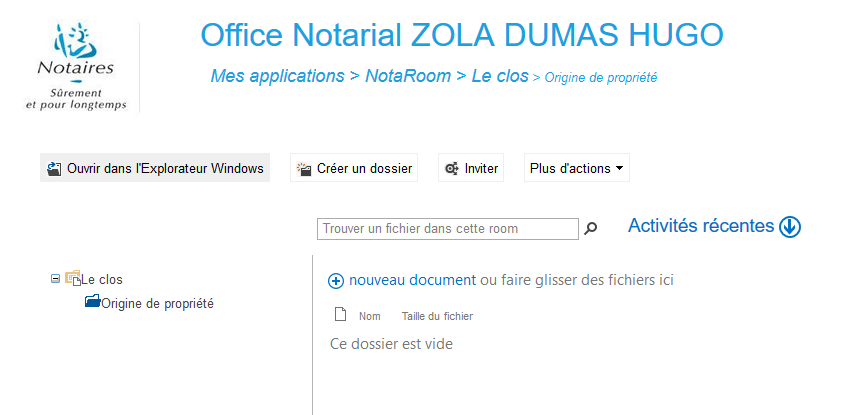 Office Notarial ZOLA DUMAS HUGO
Notaires
Sûrement
et pour longtemps
Mes applications > NotaRoom > Le clos > Origine de propriété
Ouvrir dans l'Explorateur Windows
Créer un dossier
Inviter
Plus d'actions
Trouver un fichier dans cette room
Activités récentes
Le clos
Origine de propriété
nouveau document ou faire glisser des fichiers ici
Nom Taille du fichier
Ce dossier est vide